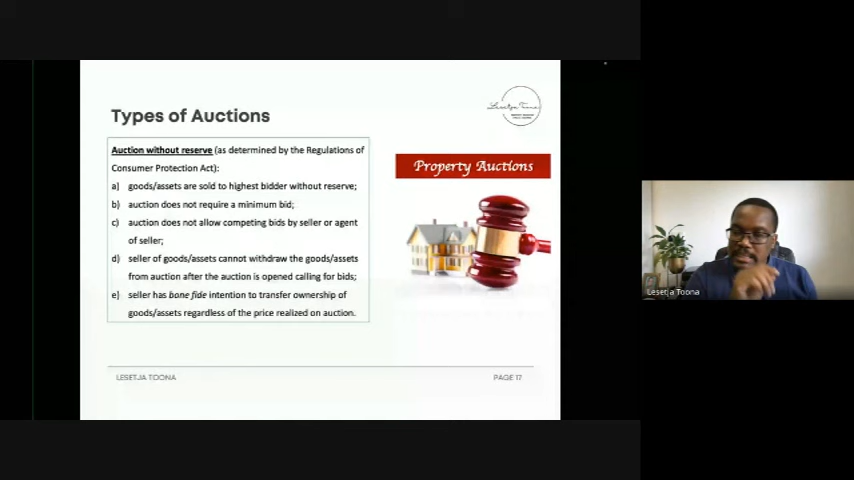 Types of Auctions
Lesetja Toona
Property Auctions
Auction without reserve (as determined by the Regulations of
Consumer Protection Act):
a) goods/assets are sold to highest bidder without reserve;
b) auction does not require a minimum bid;
c) auction does not allow competing bids by seller or agent
of seller;
d) seller of goods/assets cannot withdraw the goods/assets
from auction after the auction is opened calling for bids;
e) seller has bone fide intention to transfer ownership of
goods/assets regardless of the price realized on auction.
LESETJA TOONA
PAGE 17
Lesetja Toona